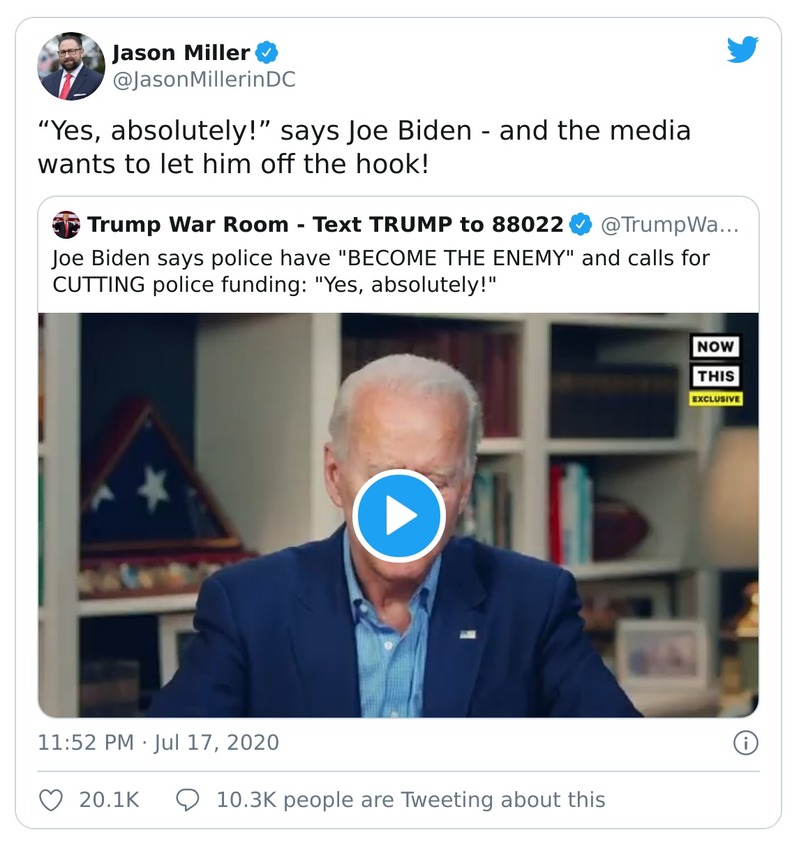 Jason Miller
@JasonMillerinDC
“Yes, absolutely!” says Joe Biden - and the media
wants to let him off the hook!
Trump War Room - Text TRUMP to 88022 @TrumpWa...
Joe Biden says police have "BECOME THE ENEMY" and calls for
CUTTING police funding: "Yes, absolutely!"
NOW
THIS
EXCLUSIVE
11:52 PM · Jul 17, 2020
20.1K 10.3K people are Tweeting about this